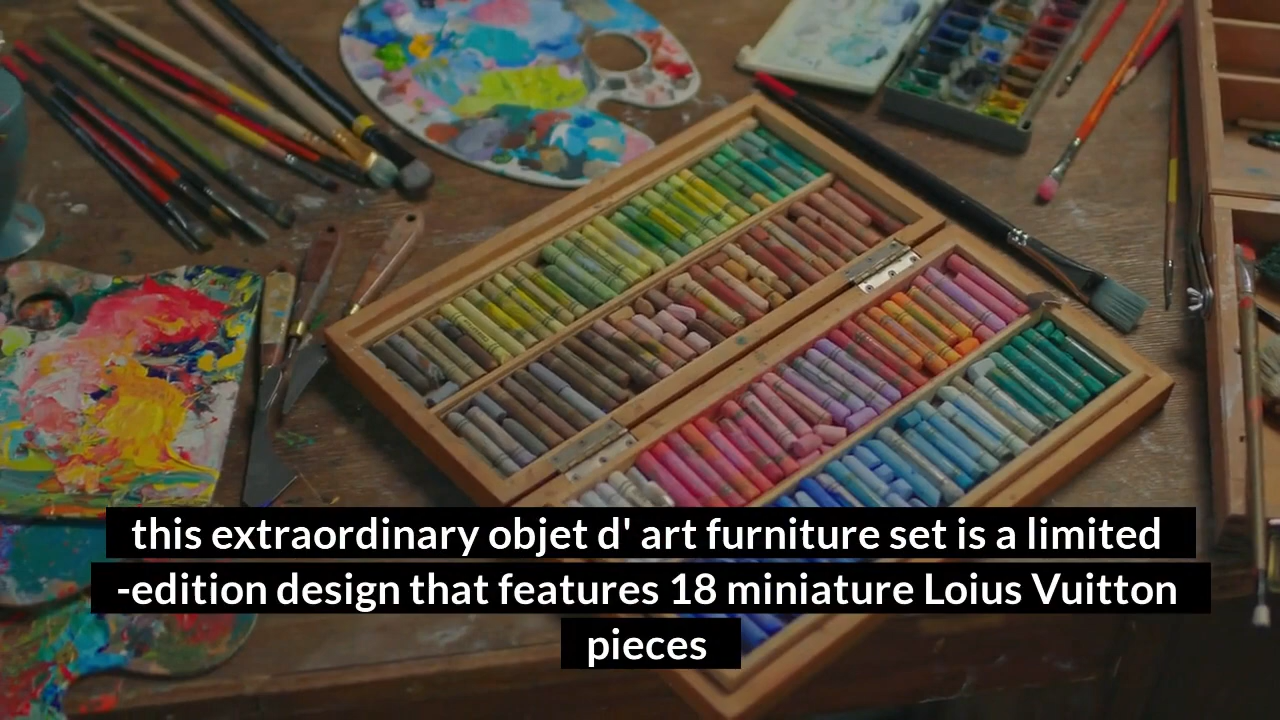 this extraordinary objet d' art furniture set is a limited
-edition design that features 18 miniature Loius Vuitton
pieces